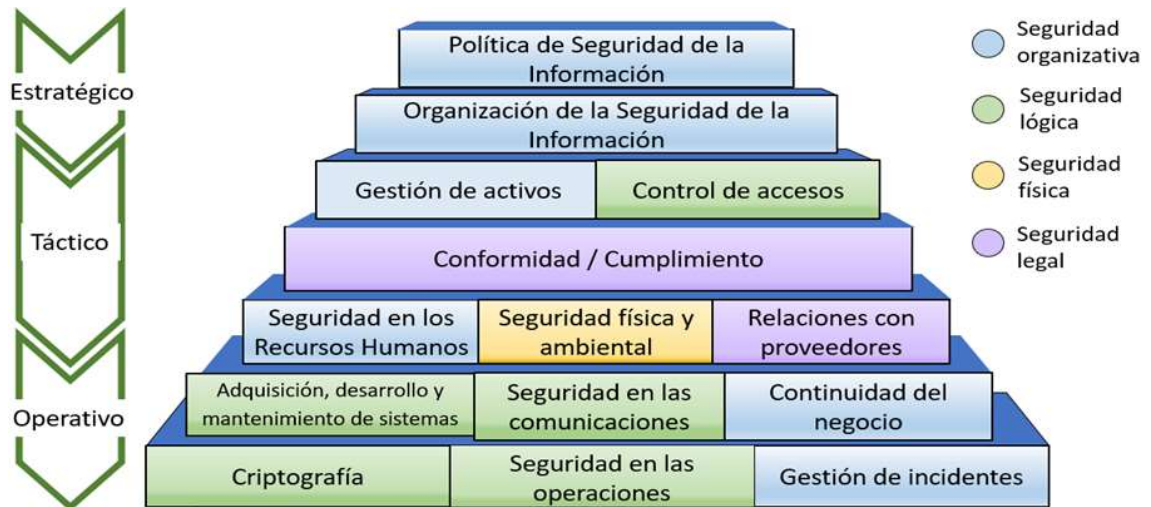 Estratégico
Táctico
Operativo
Política de Seguridad de la
Información
Organización de la Seguridad de la
Información
Gestión de activos
Control de accesos
Conformidad / Cumplimiento
Seguridad en los
Recursos Humanos
Seguridad física y
ambiental
Relaciones con
proveedores
Adquisición, desarrollo y
mantenimiento de sistemas
Seguridad en las
comunicaciones
Continuidad del
negocio
Criptografía
Seguridad en las
operaciones
Gestión de incidentes
Seguridad
organizativa
Seguridad
lógica
Seguridad
física
Seguridad
legal